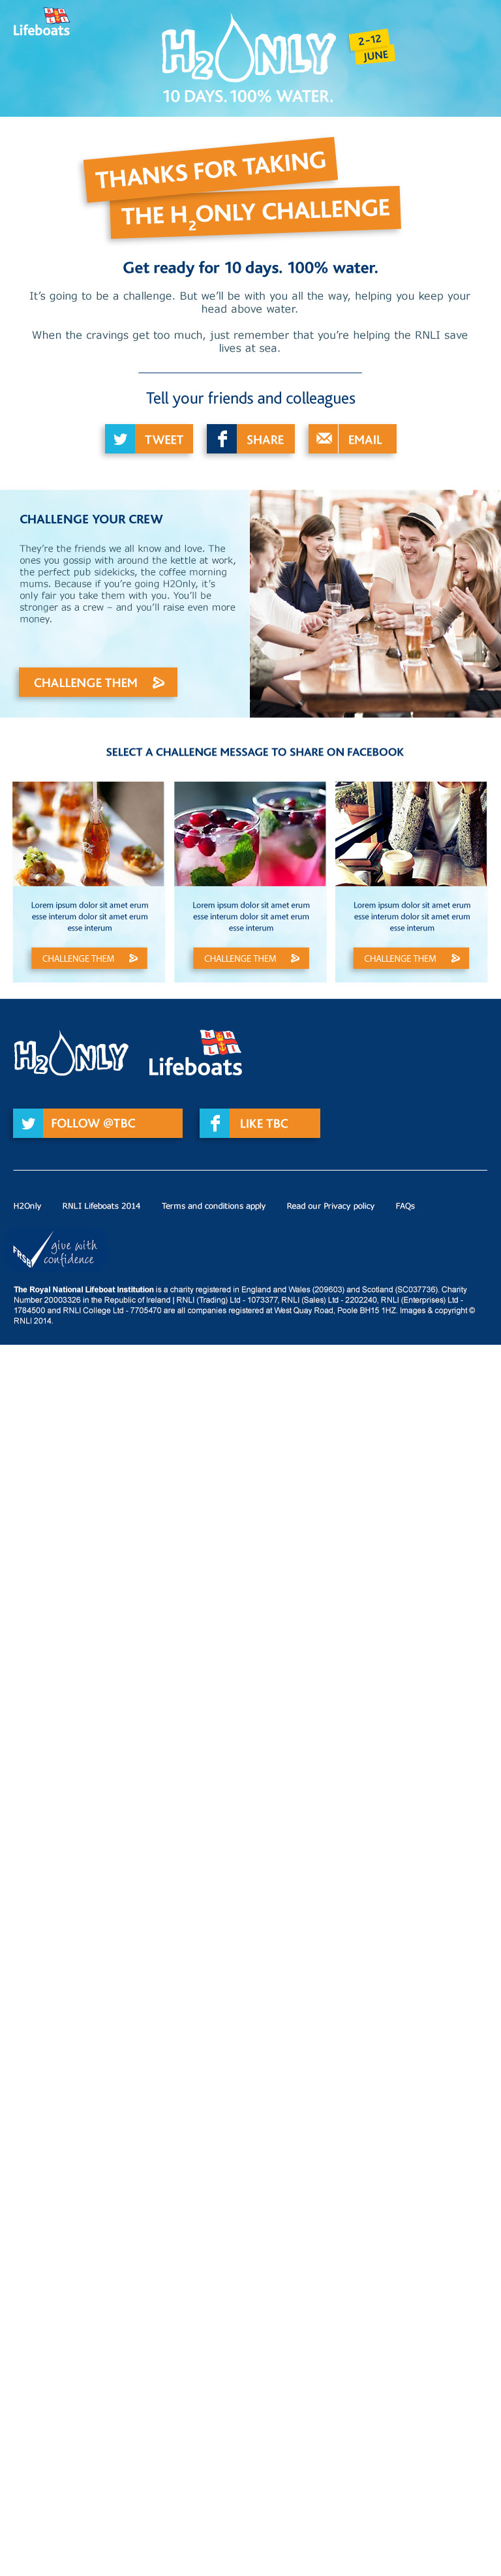 RNLI
Lifeboats
H2ONLY
2-12
JUNE
10 DAYS. 100% WATER.
THANKS FOR TAKING
THE H2ONLY CHALLENGE
Get ready for 10 days. 100% water.
It's going to be a challenge. But we'll be with you all the way, helping you keep your
head above water.
When the cravings get too much, just remember that you're helping the RNLI save
lives at sea.
Tell your friends and colleagues
TWEET
SHARE
EMAIL
CHALLENGE YOUR CREW
They're the friends we all know and love. The
ones you gossip with around the kettle at work,
the perfect pub sidekicks, the coffee morning
mums. Because if you're going H2Only, it's
only fair you take them with you. You'll be
stronger as a crew – and you'll raise even more
money.
CHALLENGE THEM
SELECT A CHALLENGE MESSAGE TO SHARE ON FACEBOOK
Lorem ipsum dolor sit amet erum
esse interum dolor sit amet erum
esse interum
CHALLENGE THEM
Lorem ipsum dolor sit amet erum
esse interum dolor sit amet erum
esse interum
CHALLENGE THEM
Lorem ipsum dolor sit amet erum
esse interum dolor sit amet erum
esse interum
CHALLENGE THEM
H2ONLY
RNLI
Lifeboats
FOLLOW @TBC
LIKE TBC
H2Only
RNLI Lifeboats 2014
Terms and conditions apply
Read our Privacy policy
FAQs
FRSB
give with
confidence
The Royal National Lifeboat Institution is a charity registered in England and Wales (209603) and Scotland (SC037736). Charity
Number 20003326 in the Republic of Ireland | RNLI (Trading) Ltd - 1073377, RNLI (Sales) Ltd - 2202240, RNLI (Enterprises) Ltd -
1784500 and RNLI College Ltd - 7705470 are all companies registered at West Quay Road, Poole BH15 1HZ. Images & copyright ©
RNLI 2014.